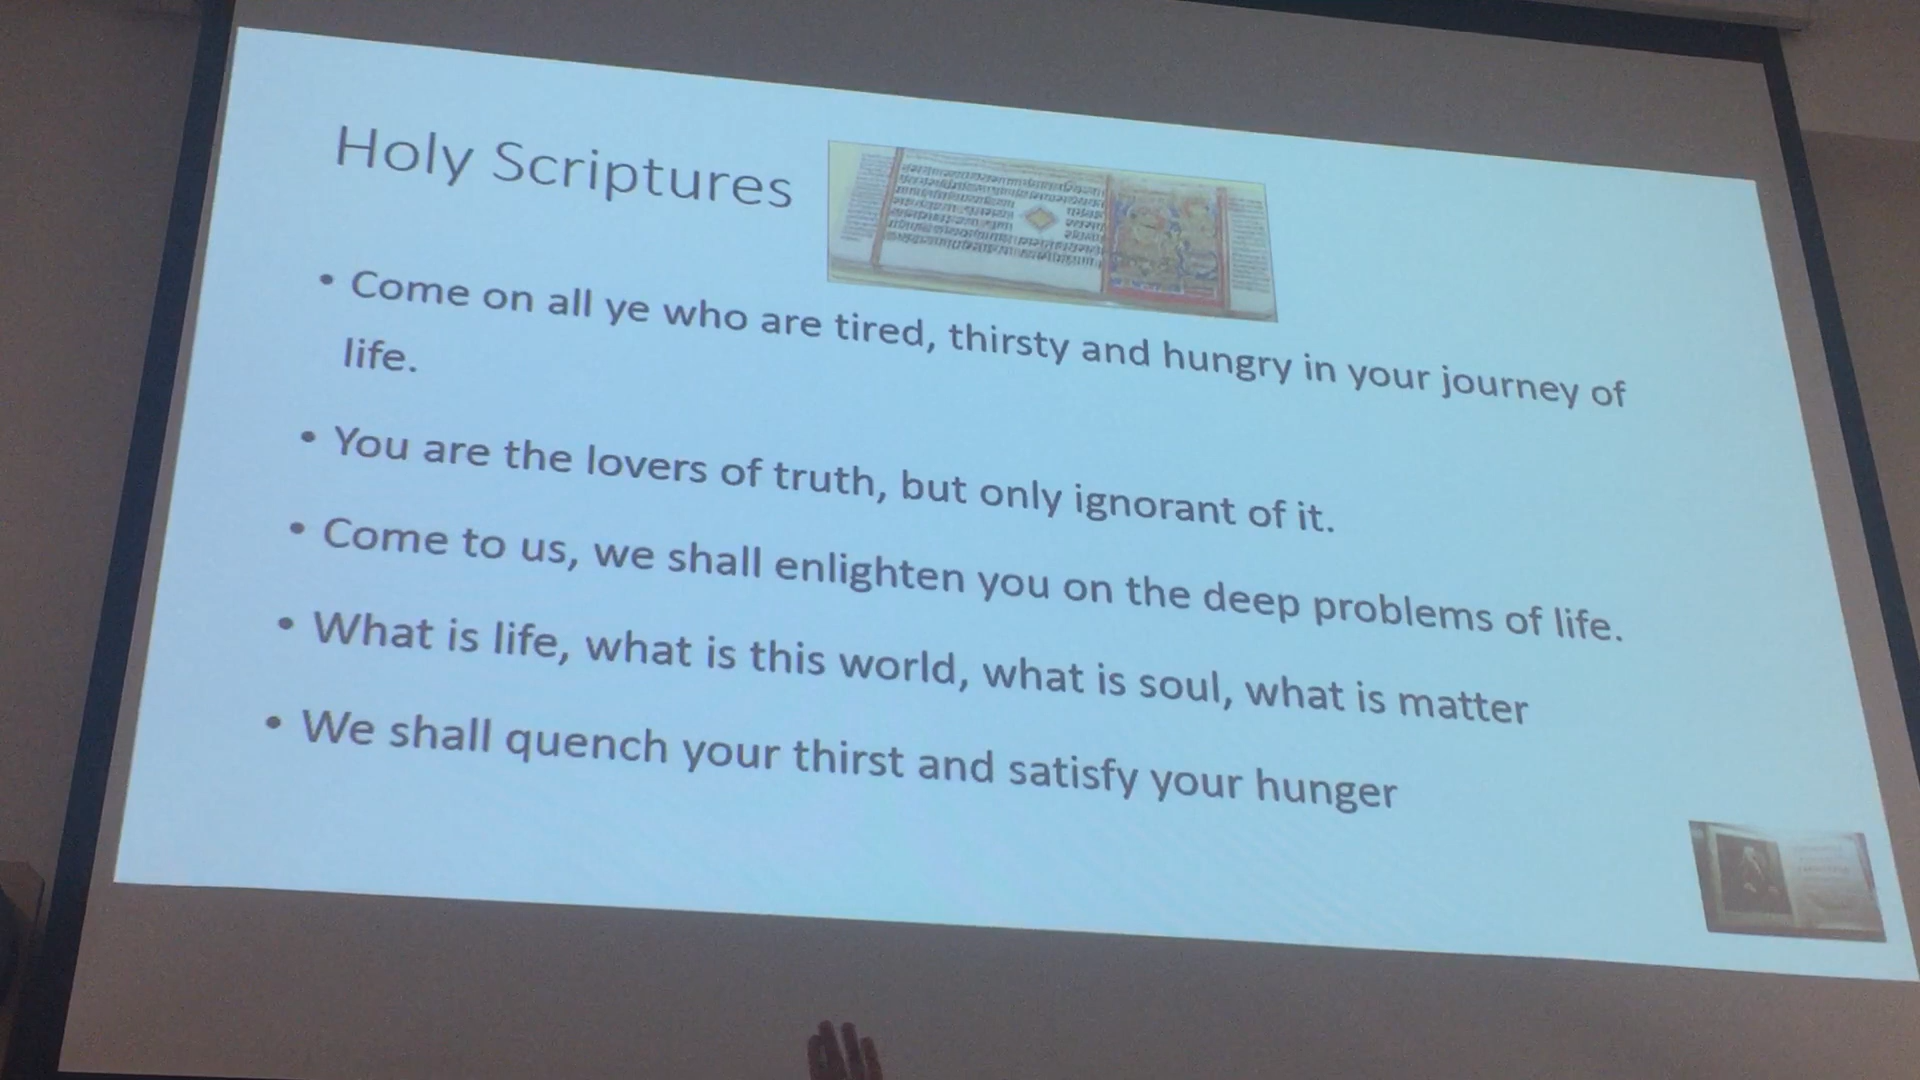 Holy Scriptures
• Come on all ye who are tired, thirsty and hungry in your journey of
life.
• You are the lovers of truth, but only ignorant of it.
• Come to us, we shall enlighten you on the deep problems of life.
• What is life, what is this world, what is soul, what is matter
• We shall quench your thirst and satisfy your hunger